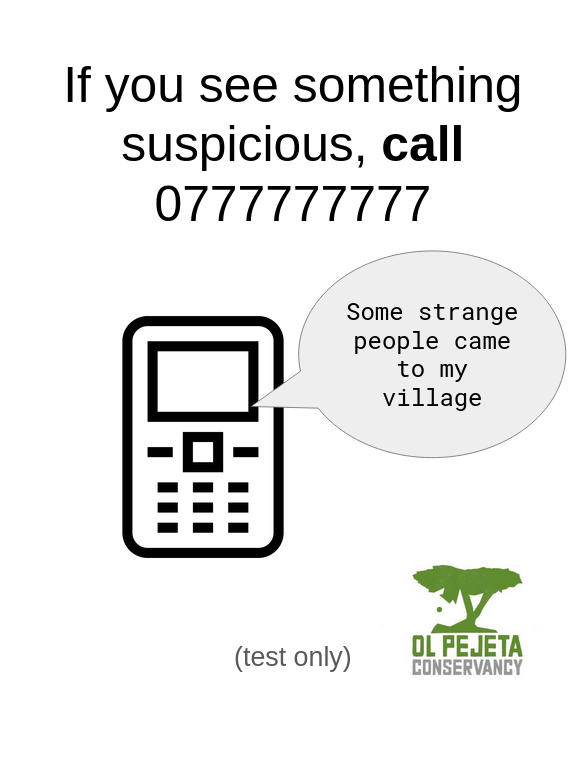 If you see something
suspicious, call
0777777777
Some strange
people came
to my
village
(test only)
OL PEJETA
CONSERVANCY